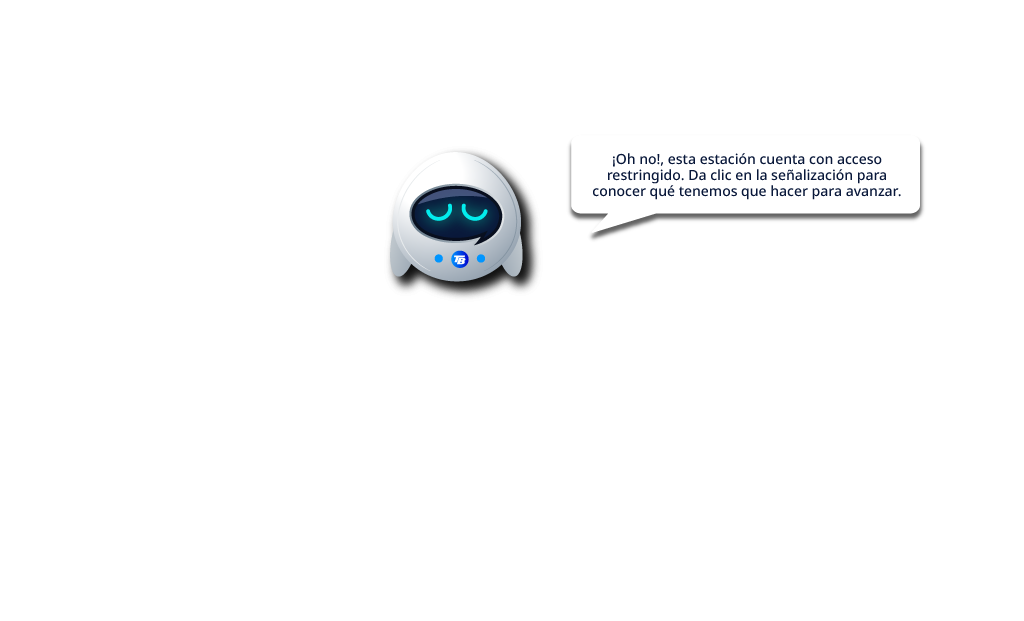 ¡Oh no!, esta estación cuenta con acceso
restringido. Da clic en la señalización para
conocer qué tenemos que hacer para avanzar.
TB